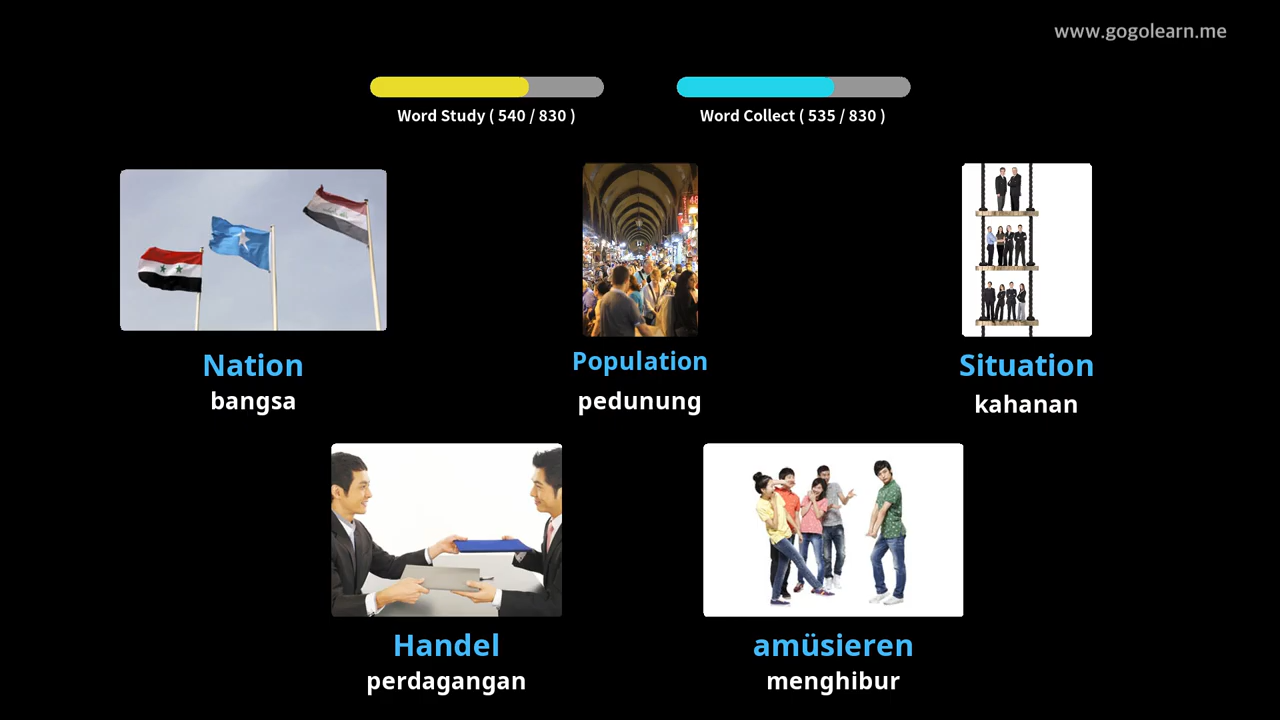 www.gogolearn.me
Word Study ( 540 / 830 )
Word Collect ( 535 / 830 )
Nation
bangsa
Population
pedunung
Situation
kahanan
Handel
perdagangan
amüsieren
menghibur